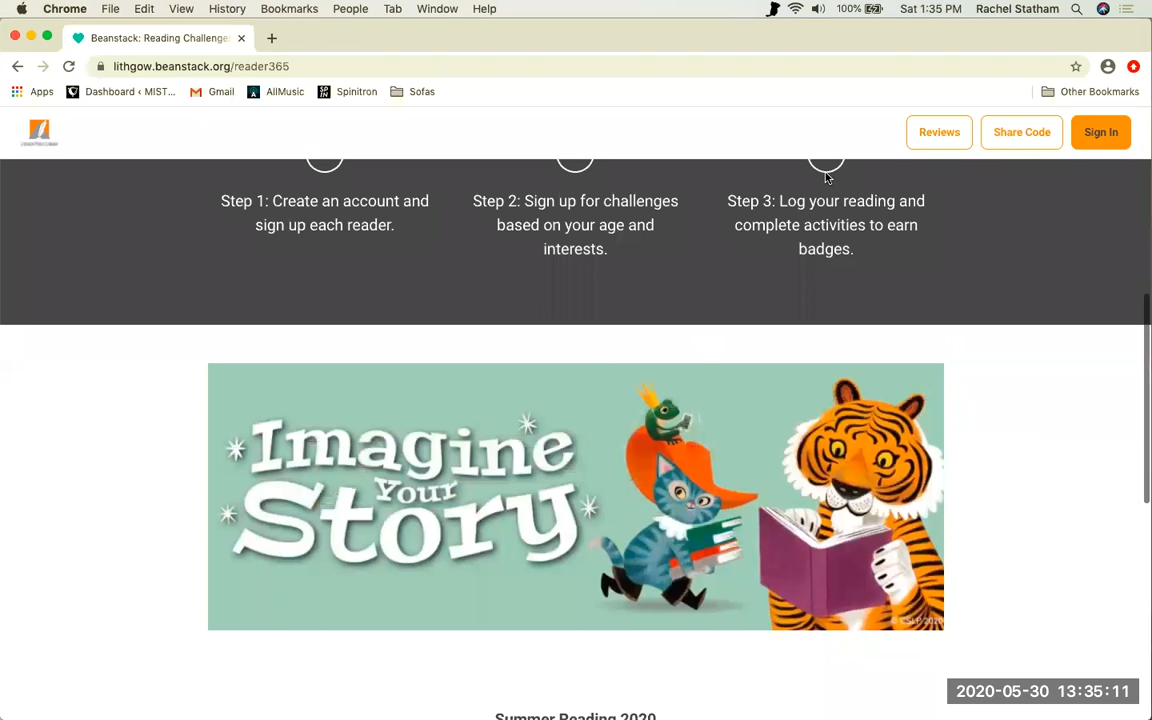 Chrome File Edit View History Bookmarks People Tab Window Help 100% Sat 1:35 PM Rachel Statham
Beanstack: Reading Challenge
lithgow.beanstack.org/reader365
Apps Dashboard ‹ MIST... Gmail AllMusic Spinitron Sofas Other Bookmarks
Reviews Share Code Sign In
Step 1: Create an account and
sign up each reader.
Step 2: Sign up for challenges
based on your age and
interests.
Step 3: Log your reading and
complete activities to earn
badges.
Imagine
Your
Story
© CSLP 2020
Summer Reading 2020
2020-05-30 13:35:11